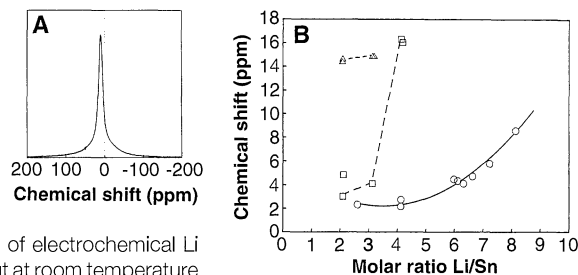 A
200 100 0 -100 -200
Chemical shift (ppm)
of electrochemical Li
ut at room temperature
B
Chemical shift (ppm)
18
16
14
12
10
8
6
4
2
0
0 1 2 3 4 5 6 7 8 9 10
Molar ratio Li/Sn